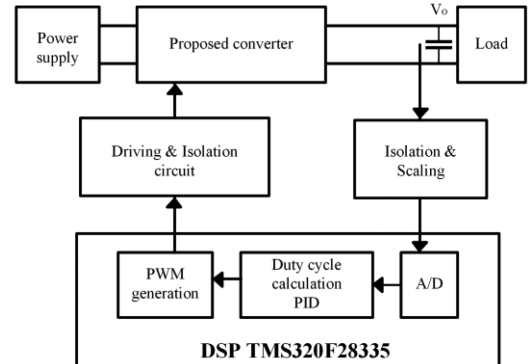 Vo
Power
supply
Proposed converter
Load
Driving & Isolation
circuit
Isolation &
Scaling
PWM
generation
Duty cycle
calculation
PID
A/D
DSP TMS320F28335